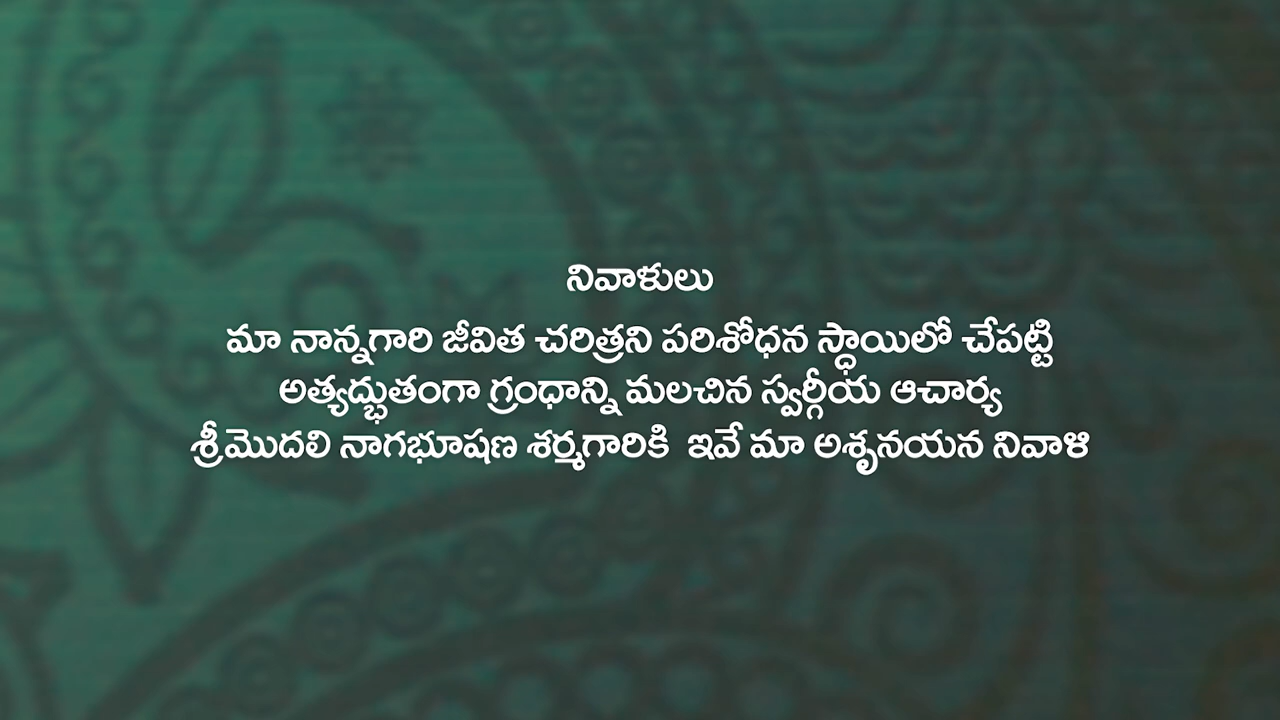 నివాళులు
మా నాన్నగారి జీవిత చరిత్రని పరిశోధన స్ధాయిలో చేపట్టి
అత్యద్భుతంగా గ్రంధాన్ని మలచిన స్వర్గీయ ఆచార్య
శ్రీమొదలి నాగభూషణ శర్మగారికి ఇవే మా అశృనయన నివాళి